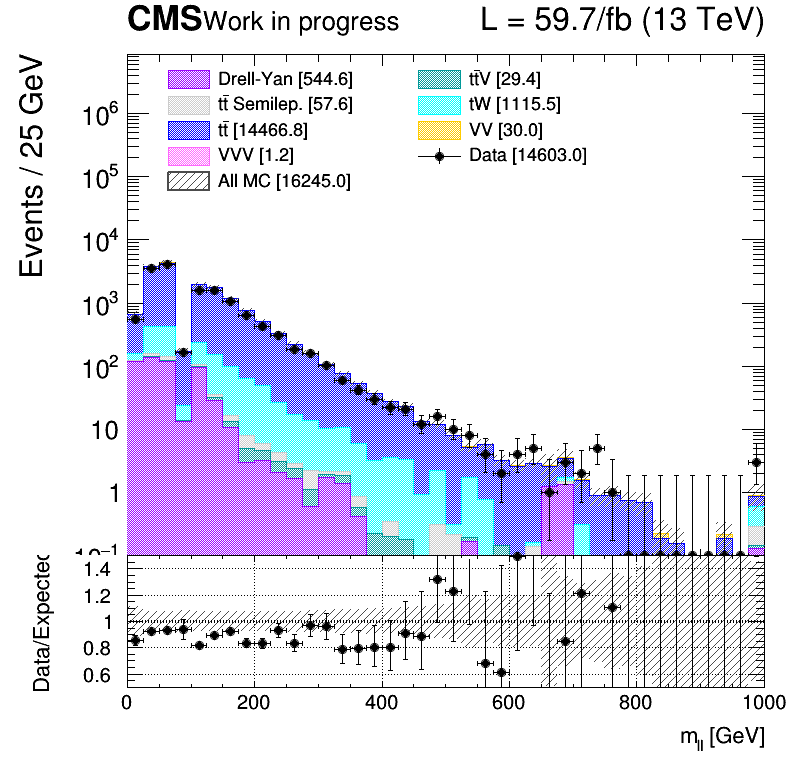 CMS Work in progress L = 59.7/fb (13 TeV)
Events / 25 GeV
Drell-Yan [544.6]
tt̄ Semilep. [57.6]
tt̄ [14466.8]
VVV [1.2]
All MC [16245.0]
tt̄V [29.4]
tW [1115.5]
VV [30.0]
Data [14603.0]
10⁶
10⁵
10⁴
10³
10²
10
1
10⁻¹
Data/Expected
1.4
1.2
1
0.8
0.6
0 200 400 600 800 1000
m_ll [GeV]